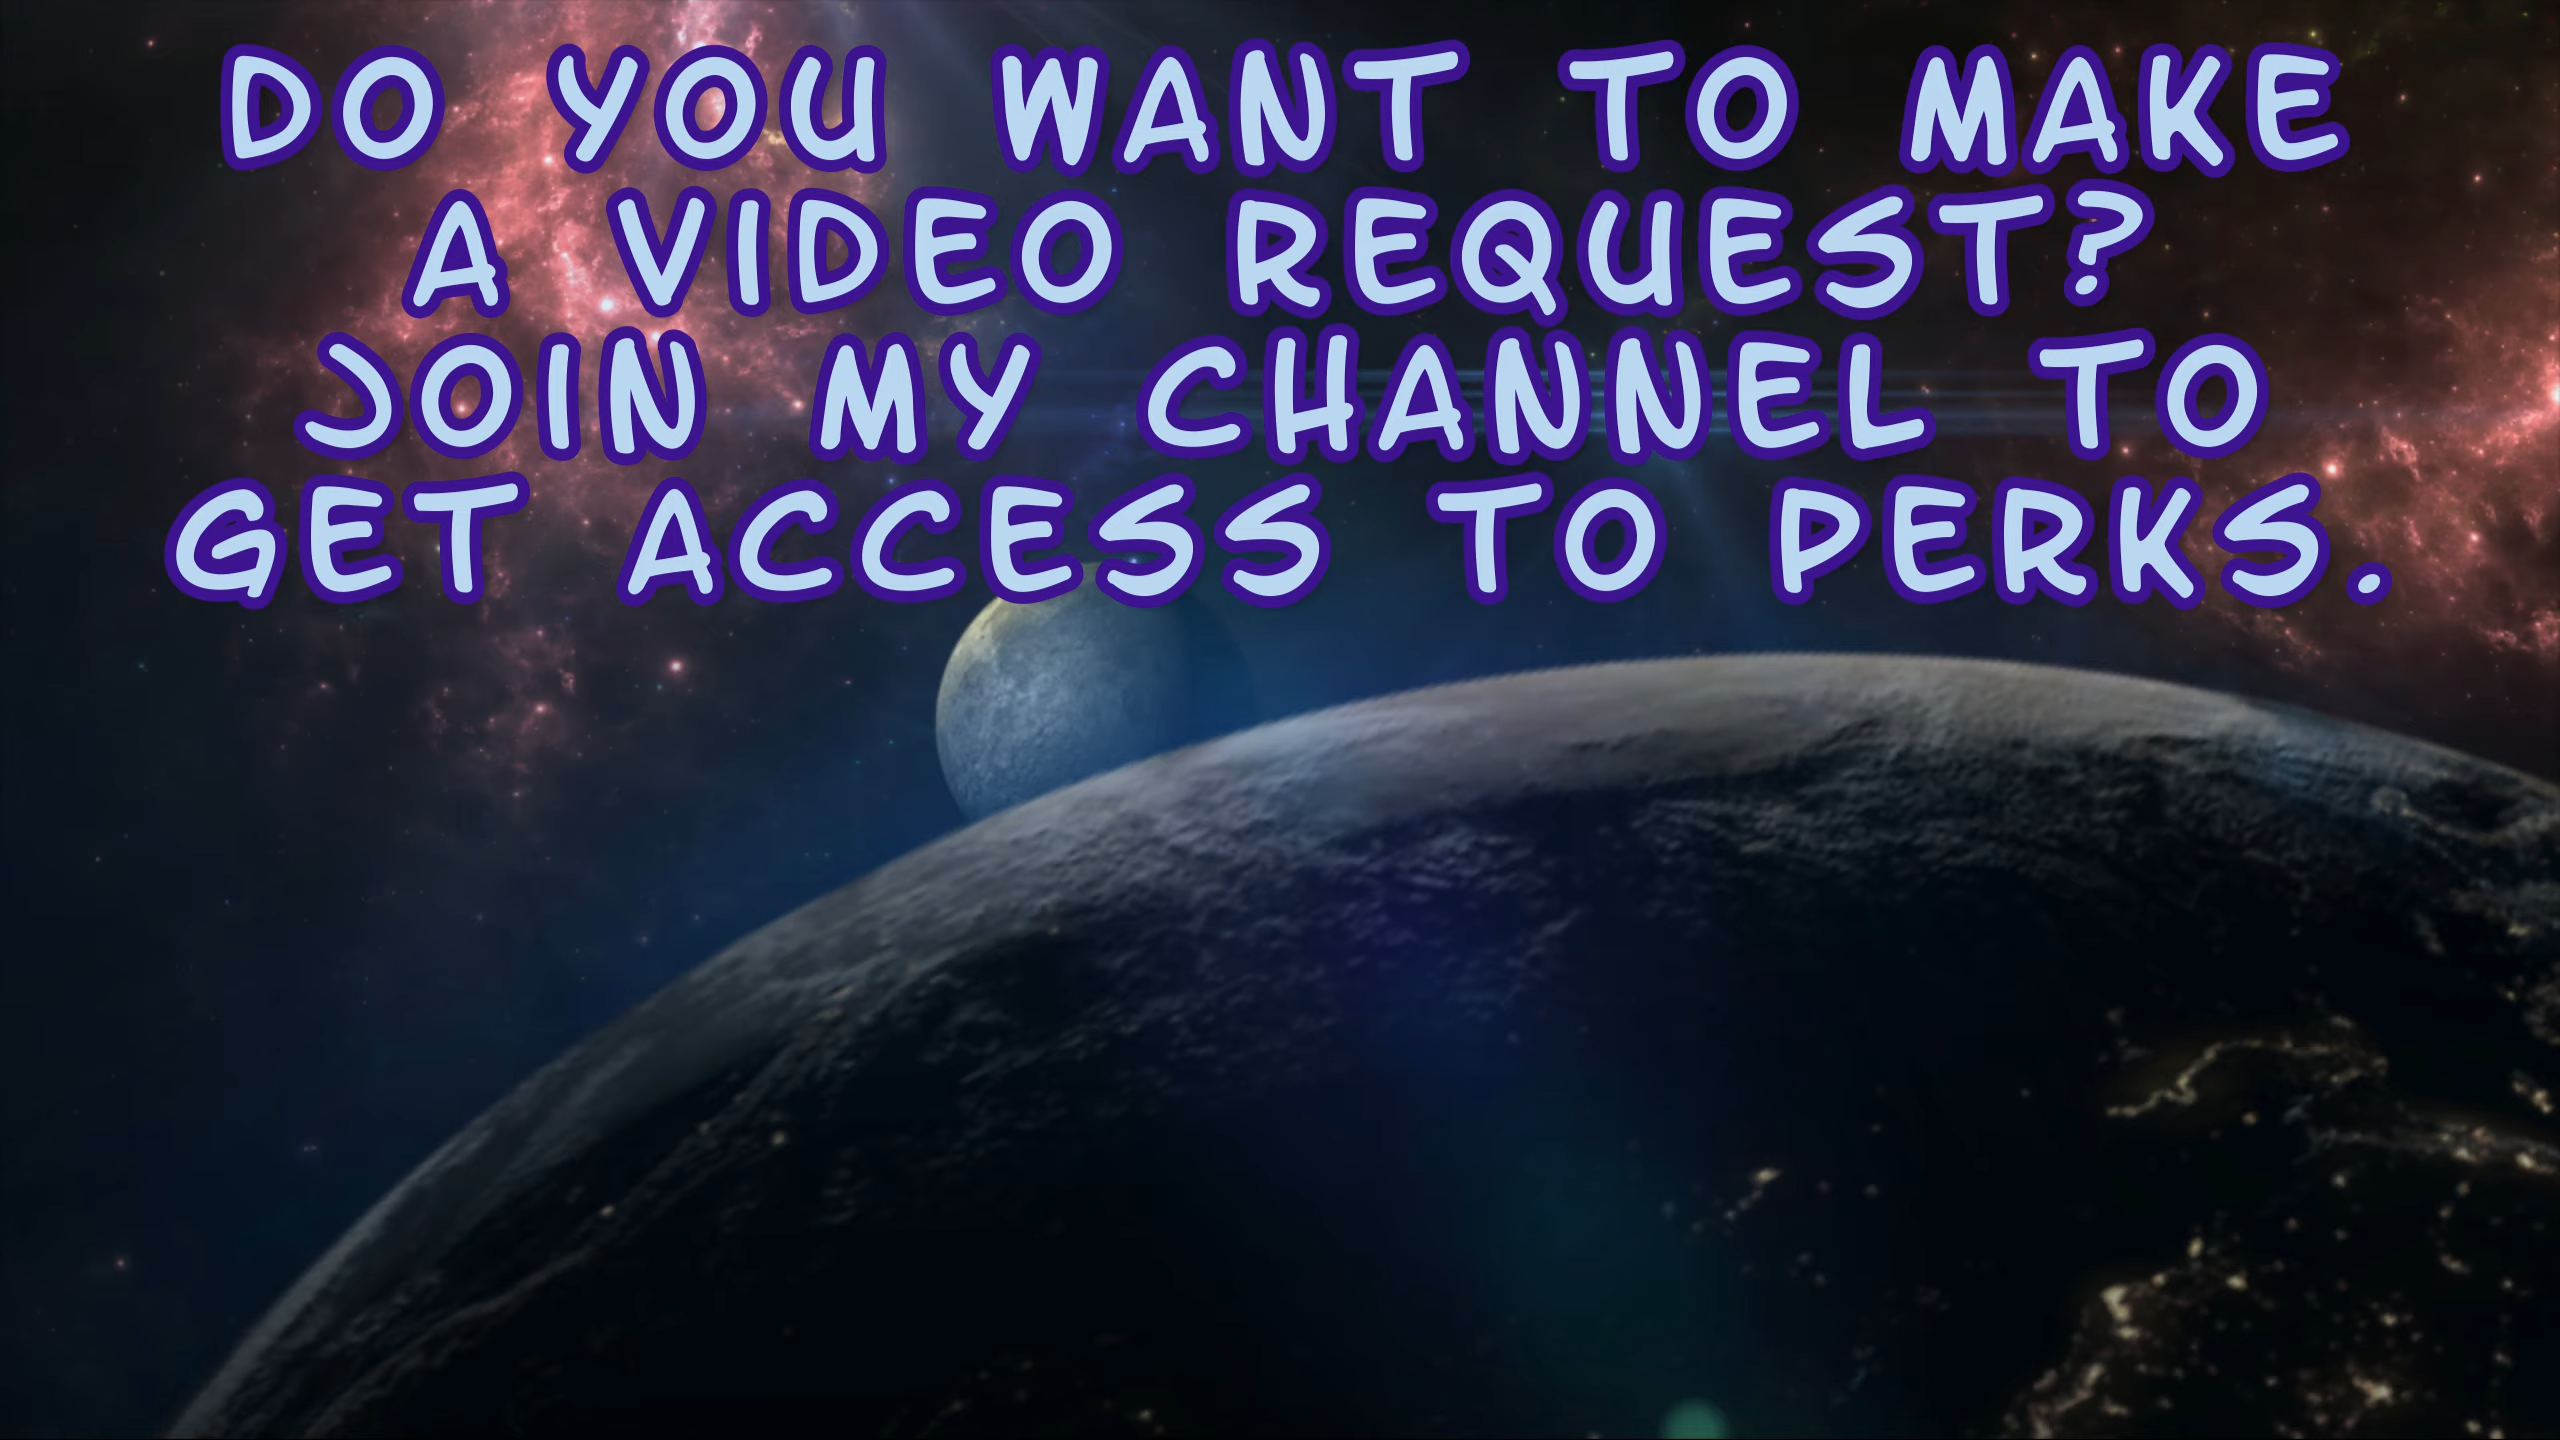 DO YOU WANT TO MAKE
A VIDEO REQUEST?
JOIN MY CHANNEL TO
GET ACCESS TO PERKS.